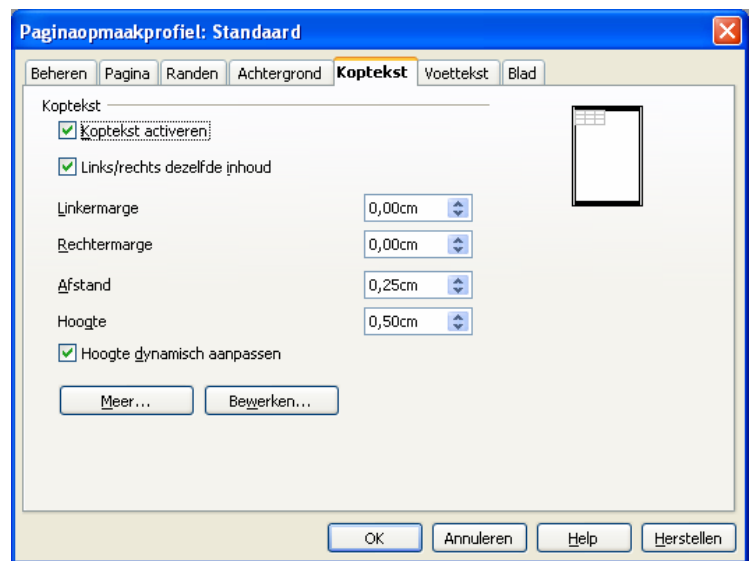 Paginaopmaakprofiel: Standaard
Beheren Pagina Randen Achtergrond Koptekst Voettekst Blad
Koptekst
Koptekst activeren
Links/rechts dezelfde inhoud
Linkermarge 0,00cm
Rechtermarge 0,00cm
Afstand 0,25cm
Hoogte 0,50cm
Hoogte dynamisch aanpassen
Meer... Bewerken...
OK Annuleren Help Herstellen